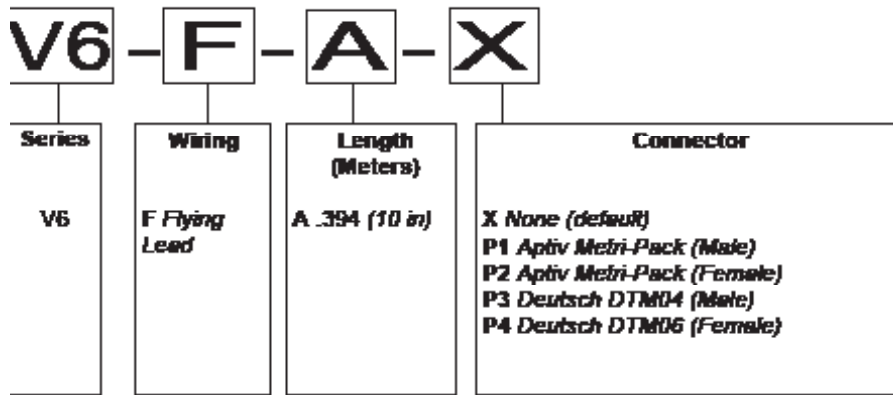 V6 – F – A – X
Series
Wiring
Length
(Meters)
Connector
V6
F Flying
Lead
A .394 (10 in)
X None (default)
P1 Aptiv Metri-Pack (Male)
P2 Aptiv Metri-Pack (Female)
P3 Deutsch DTM04 (Male)
P4 Deutsch DTM06 (Female)